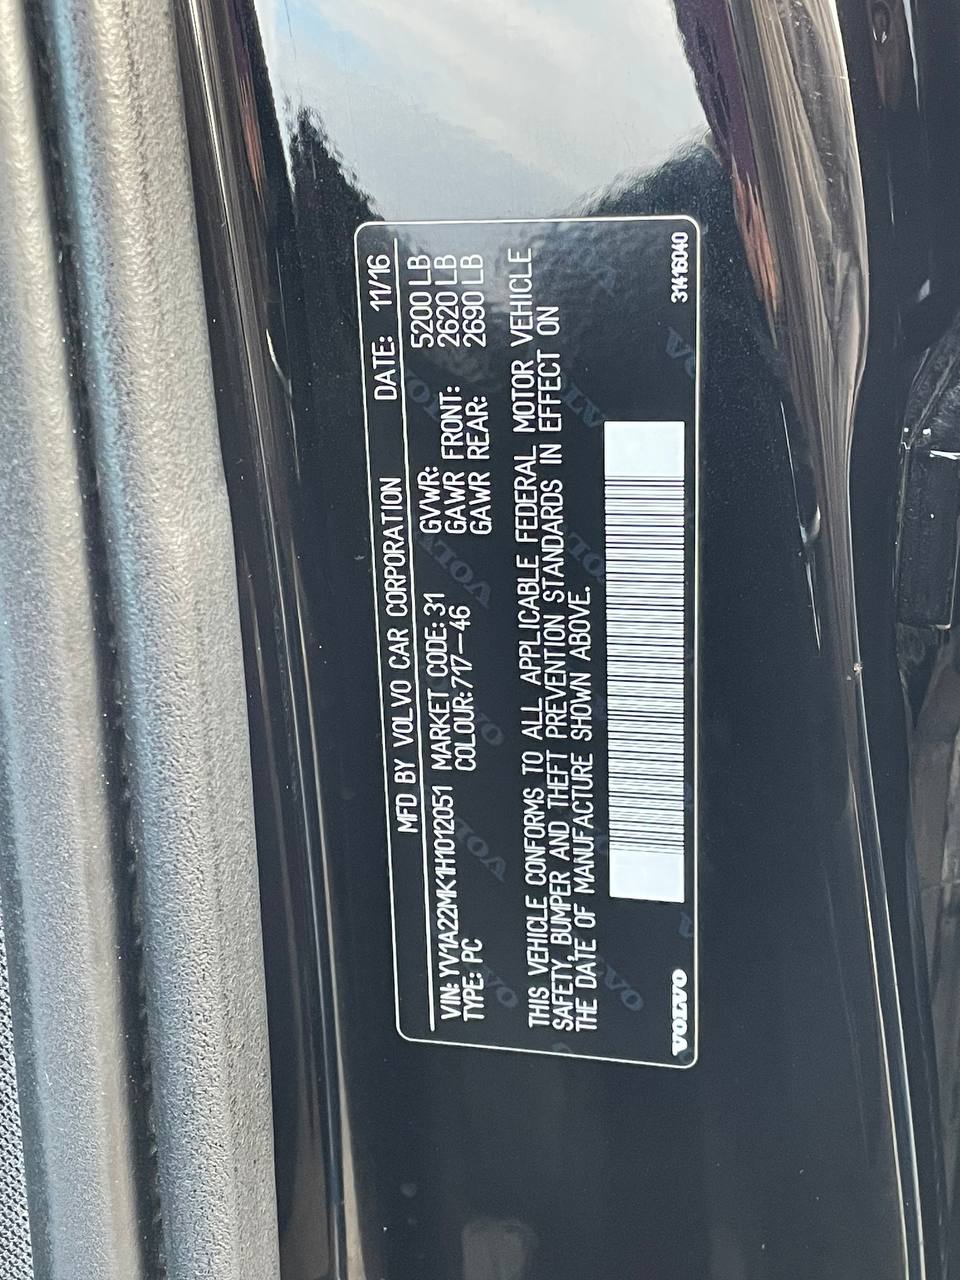 MFD BY VOLVO CAR CORPORATION DATE: 11/16
VIN: YV1A22MK1H1012051 MARKET CODE: 31 GVWR: 5200 LB
TYPE: PC COLOUR: 717-46 GAWR FRONT: 2620 LB
GAWR REAR: 2690 LB
THIS VEHICLE CONFORMS TO ALL APPLICABLE FEDERAL MOTOR VEHICLE
SAFETY, BUMPER AND THEFT PREVENTION STANDARDS IN EFFECT ON
THE DATE OF MANUFACTURE SHOWN ABOVE.
VOLVO 31416040